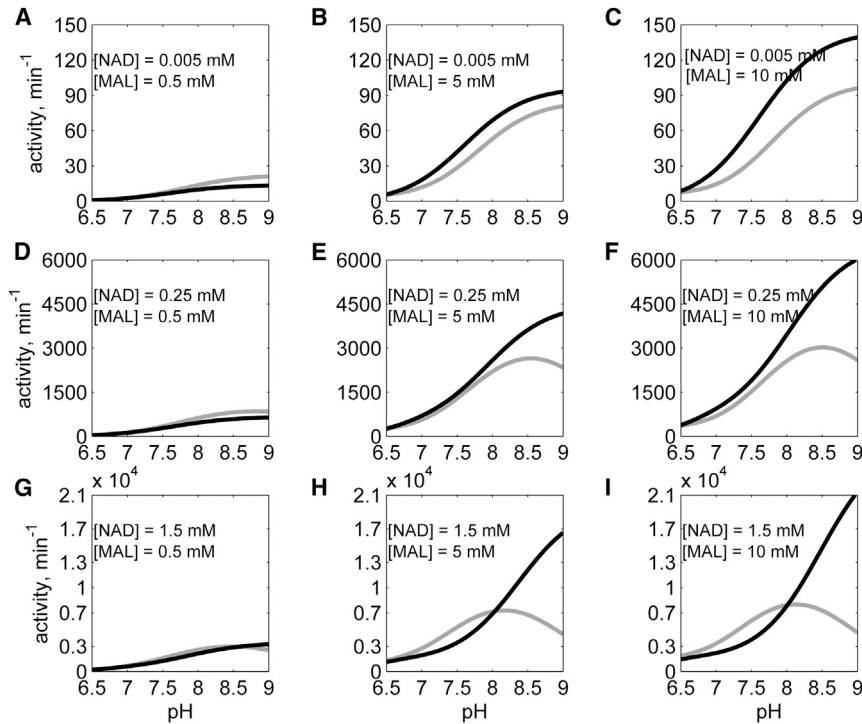 A
B
C
150
120
90
60
30
0
activity, min-1
[NAD] = 0.005 mM
[MAL] = 0.5 mM
6.5 7 7.5 8 8.5 9
150
120
90
60
30
0
[NAD] = 0.005 mM
[MAL] = 5 mM
6.5 7 7.5 8 8.5 9
150
120
90
60
30
0
[NAD] = 0.005 mM
[MAL] = 10 mM
6.5 7 7.5 8 8.5 9
D
E
F
6000
4500
3000
1500
0
activity, min-1
[NAD] = 0.25 mM
[MAL] = 0.5 mM
6.5 7 7.5 8 8.5 9
6000
4500
3000
1500
0
[NAD] = 0.25 mM
[MAL] = 5 mM
6.5 7 7.5 8 8.5 9
6000
4500
3000
1500
0
[NAD] = 0.25 mM
[MAL] = 10 mM
6.5 7 7.5 8 8.5 9
G
x 10^4
H
x 10^4
I
x 10^4
2.1
1.7
1.3
1
0.7
0.3
0
activity, min-1
[NAD] = 1.5 mM
[MAL] = 0.5 mM
6.5 7 7.5 8 8.5 9
pH
2.1
1.7
1.3
1
0.7
0.3
0
[NAD] = 1.5 mM
[MAL] = 5 mM
6.5 7 7.5 8 8.5 9
pH
2.1
1.7
1.3
1
0.7
0.3
0
[NAD] = 1.5 mM
[MAL] = 10 mM
6.5 7 7.5 8 8.5 9
pH